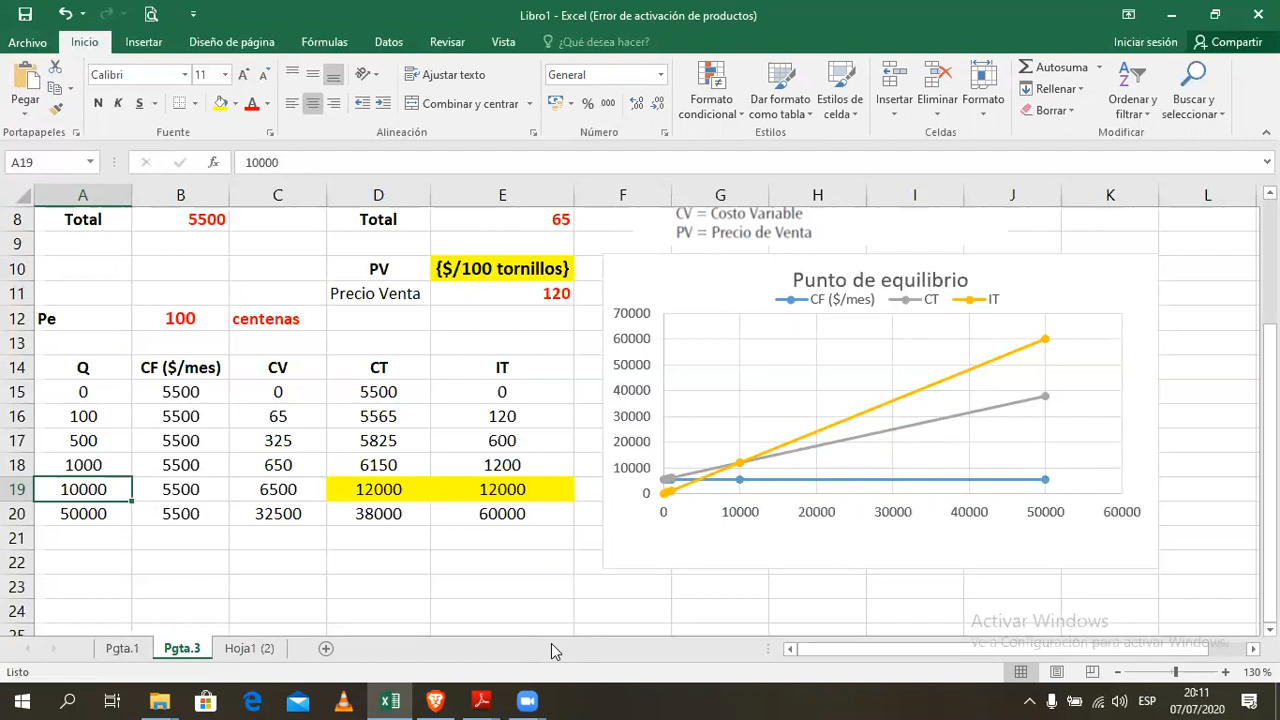 Libro1 - Excel (Error de activación de productos)
Archivo Inicio Insertar Diseño de página Fórmulas Datos Revisar Vista ¿Qué desea hacer? Iniciar sesión Compartir
Calibri 11 Ajustar texto General Autosuma
Pegar N K S Combinar y centrar % 000 Formato condicional Dar formato como tabla Estilos de celda Insertar Eliminar Formato Rellenar Borrar Ordenar y filtrar Buscar y seleccionar
Portapapeles Fuente Alineación Número Estilos Celdas Modificar
A19 fx 10000
A B C D E F G H I J K L
8 Total 5500 Total 65
9
10 PV {$/100 tornillos}
11 Precio Venta 120
12 Pe 100 centenas
13
14 Q CF ($/mes) CV CT IT
15 0 5500 0 5500 0
16 100 5500 65 5565 120
17 500 5500 325 5825 600
18 1000 5500 650 6150 1200
19 10000 5500 6500 12000 12000
20 50000 5500 32500 38000 60000
21
22
23
24
25
CV = Costo Variable
PV = Precio de Venta
Punto de equilibrio
CF ($/mes) CT IT
70000
60000
50000
40000
30000
20000
10000
0
0 10000 20000 30000 40000 50000 60000
Activar Windows
Ve a Configuración para activar Windows.
Pgta.1 Pgta.3 Hoja1 (2)
Listo 130 %
ESP 20:11
07/07/2020